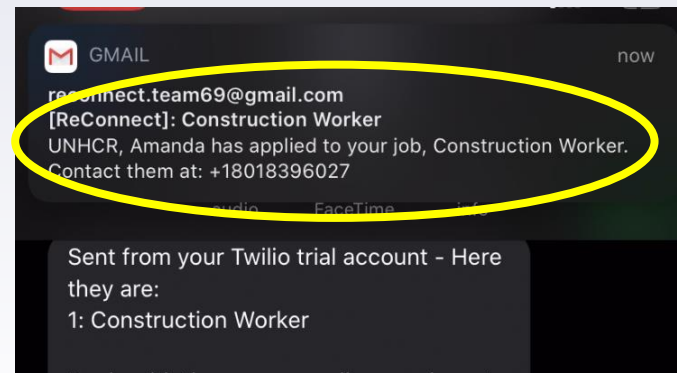 GMAIL now
reconnect.team69@gmail.com
[ReConnect]: Construction Worker
UNHCR, Amanda has applied to your job, Construction Worker.
Contact them at: +18018396027
audio FaceTime info
Sent from your Twilio trial account - Here
they are:
1: Construction Worker